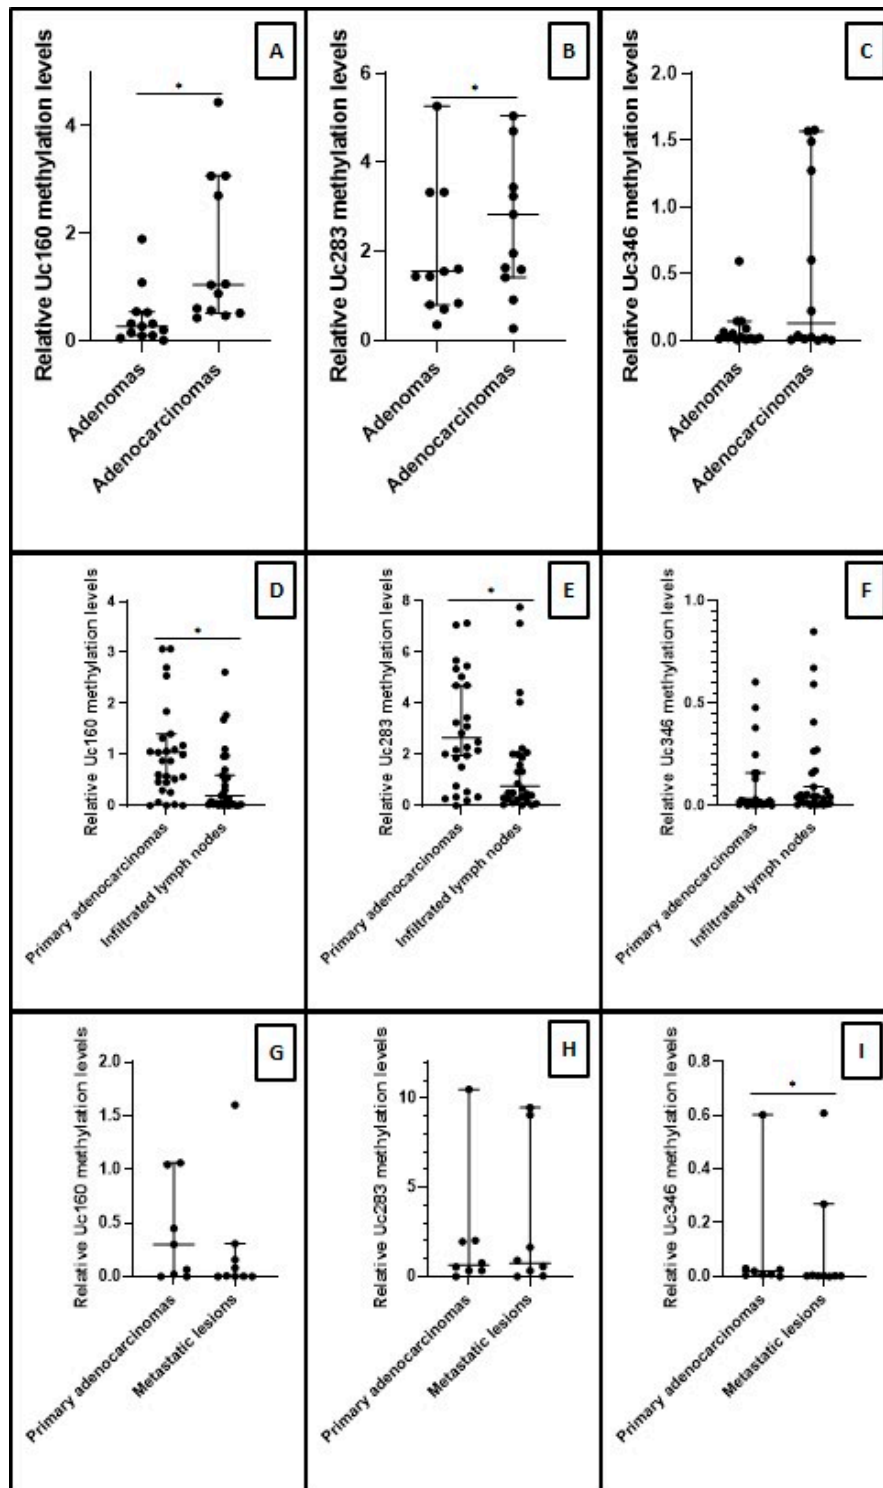 A
Relative Uc160 methylation levels
4
2
0
*
Adenomas
Adenocarcinomas
B
Relative Uc283 methylation levels
6
4
2
0
*
Adenomas
Adenocarcinomas
C
Relative Uc346 methylation levels
2.0
1.5
1.0
0.5
0.0
Adenomas
Adenocarcinomas
D
Relative Uc160 methylation levels
4
3
2
1
0
*
Primary adenocarcinomas
Infiltrated lymph nodes
E
Relative Uc283 methylation levels
8
6
4
2
0
*
Primary adenocarcinomas
Infiltrated lymph nodes
F
Relative Uc346 methylation levels
1.0
0.5
0.0
Primary adenocarcinomas
Infiltrated lymph nodes
G
Relative Uc160 methylation levels
2.0
1.5
1.0
0.5
0.0
Primary adenocarcinomas
Metastatic lesions
H
Relative Uc283 methylation levels
10
5
0
Primary adenocarcinomas
Metastatic lesions
I
Relative Uc346 methylation levels
0.8
0.6
0.4
0.2
0.0
*
Primary adenocarcinomas
Metastatic lesions